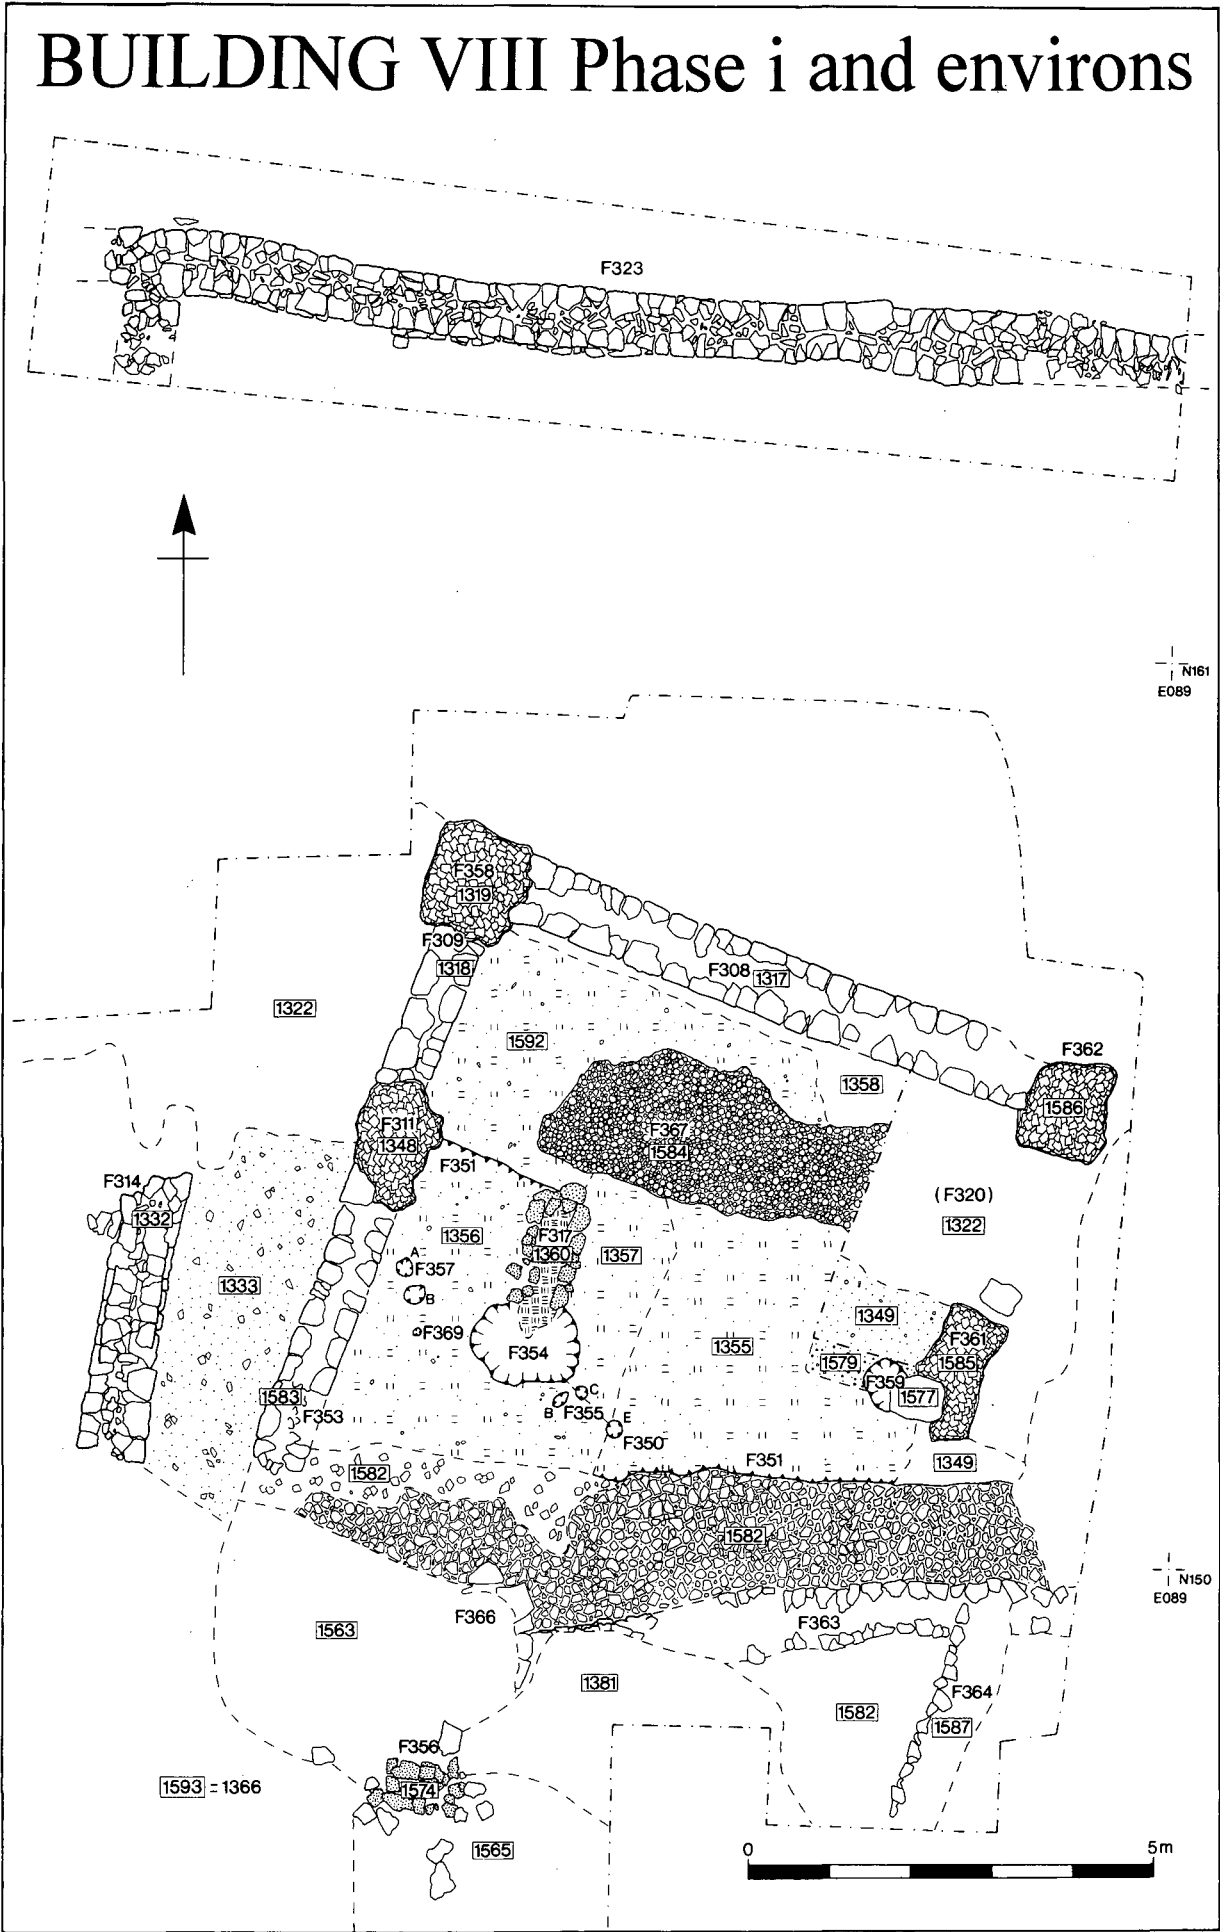 BUILDING VIII Phase i and environs
F323
N161
E089
F358
1319
F309
1318
F308 1317
1322
1592
F362
1358
1586
F311
1348
F367
1584
F351
F314
1332
(F320)
1322
1356
F317
1360
1357
A
F357
B
1333
1349
F369
F361
1355
F354
1579
1585
F359
1577
1583
C
B
F355
F353
E
F350
F351
1349
1582
1582
N150
E089
F366
F363
1563
1381
F364
1582
1587
F356
1593 = 1366
1574
1565
0
5m